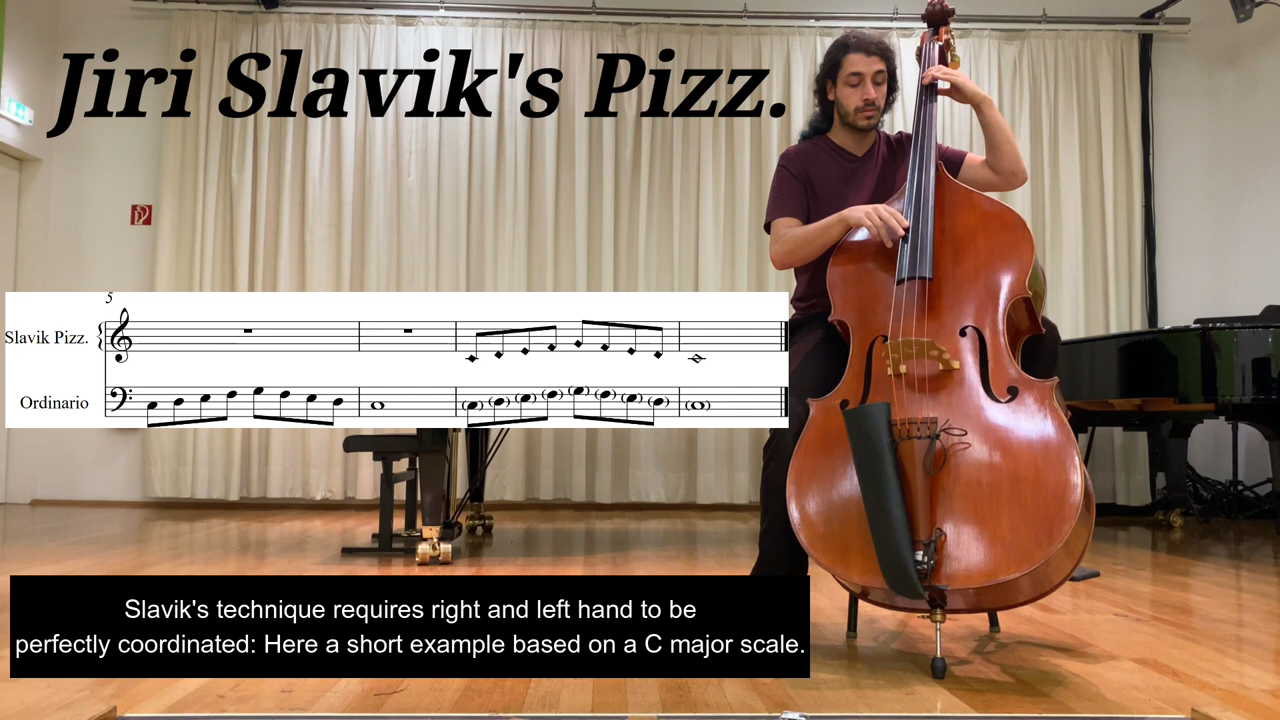 Jiri Slavik's Pizz.
5
Slavik Pizz.
Ordinario
Slavik's technique requires right and left hand to be
perfectly coordinated: Here a short example based on a C major scale.